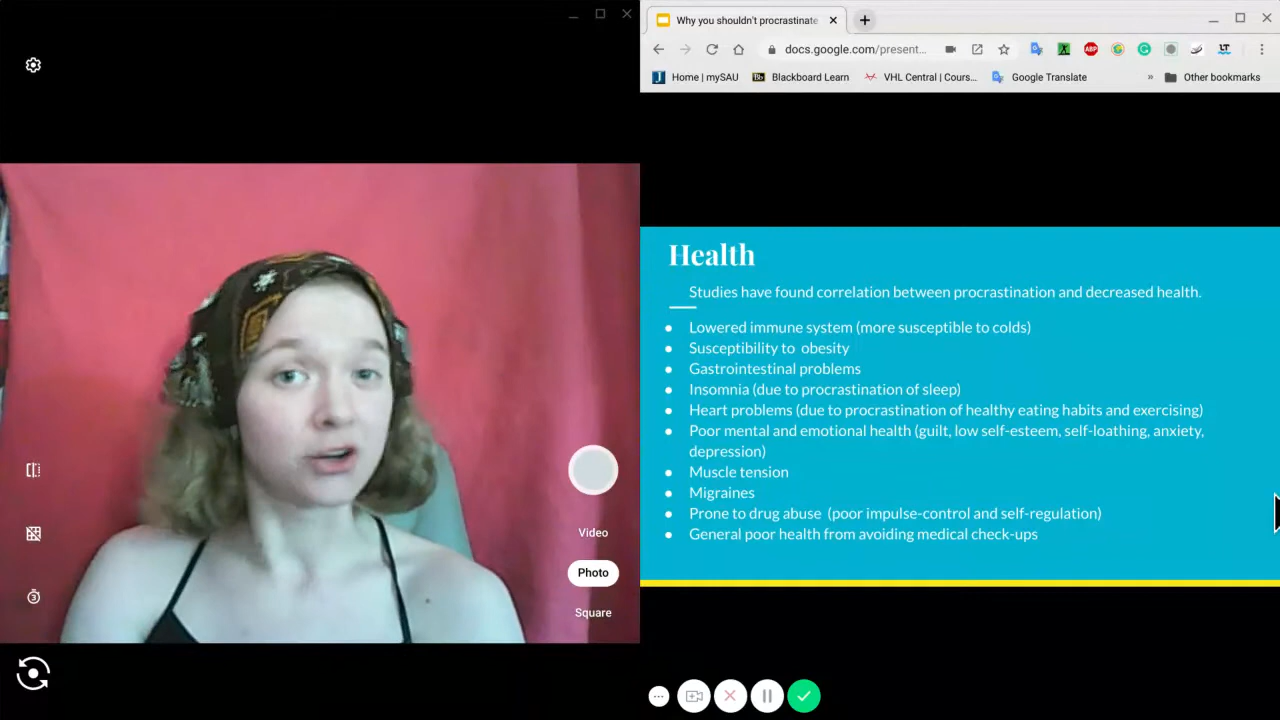 Why you shouldn't procrastinate
docs.google.com/present...
Home | mySAU
Bb
Blackboard Learn
VHL Central | Cours...
Google Translate
»
Other bookmarks
ABP
LT
Health
Studies have found correlation between procrastination and decreased health.
● Lowered immune system (more susceptible to colds)
● Susceptibility to  obesity
● Gastrointestinal problems
● Insomnia (due to procrastination of sleep)
● Heart problems (due to procrastination of healthy eating habits and exercising)
● Poor mental and emotional health (guilt, low self-esteem, self-loathing, anxiety,
depression)
● Muscle tension
● Migraines
● Prone to drug abuse  (poor impulse-control and self-regulation)
● General poor health from avoiding medical check-ups
Video
Photo
Square
3